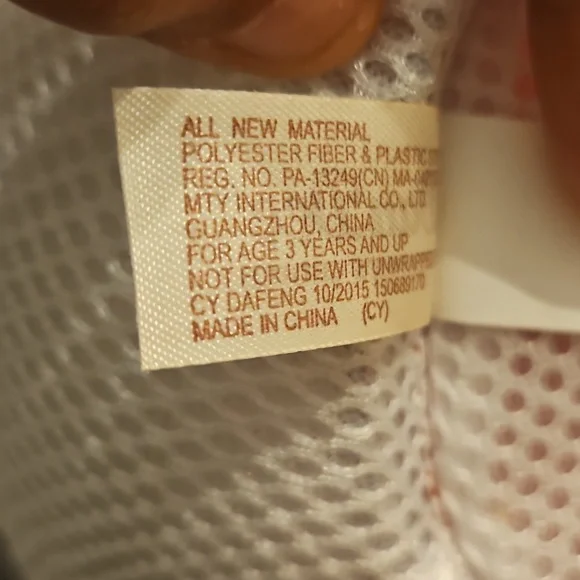 ALL NEW MATERIAL
POLYESTER FIBER & PLASTIC
REG. NO. PA-13249(CN)
MTY INTERNATIONAL CO., LTD
GUANGZHOU, CHINA
FOR AGE 3 YEARS AND UP
NOT FOR USE WITH UNWRAPPED
CY DAFENG 10/2015 150689170
MADE IN CHINA (CY)